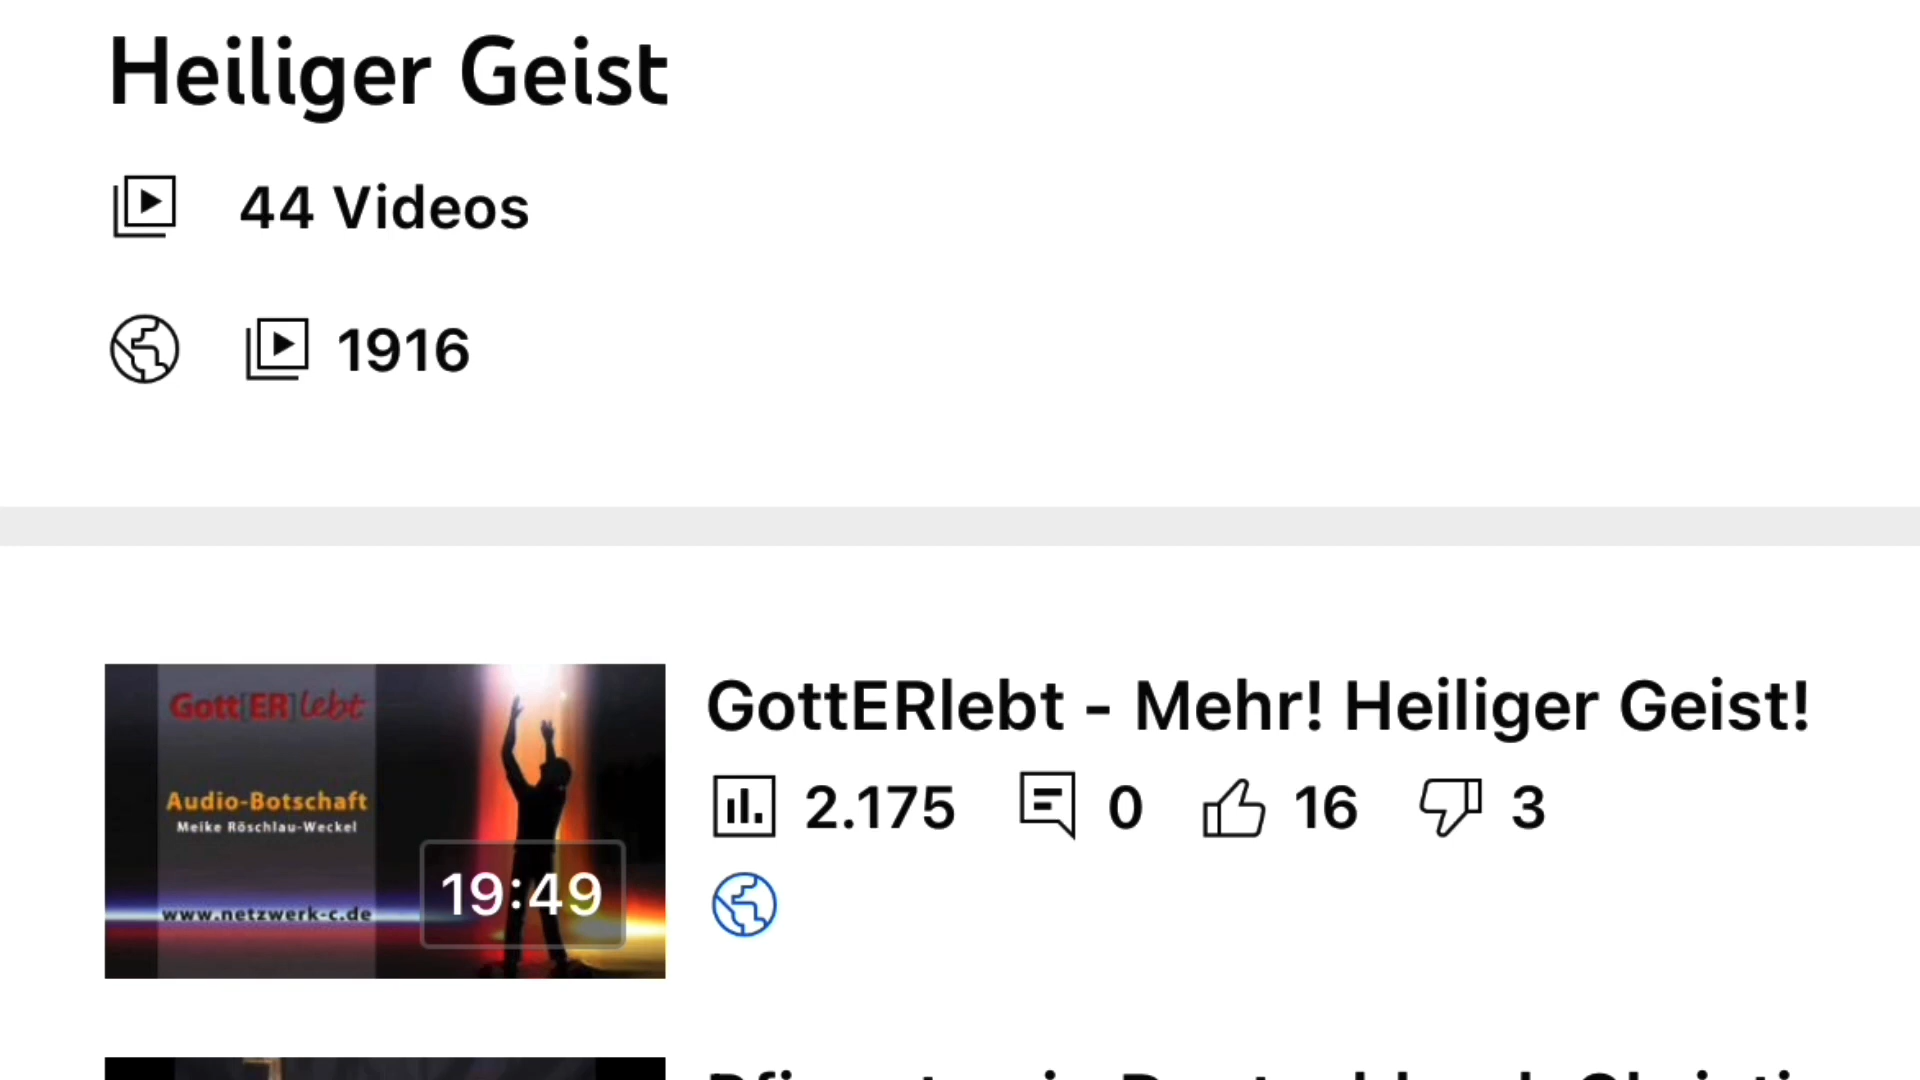 Heiliger Geist
44 Videos
1916
GottERlebt - Mehr! Heiliger Geist!
2.175 0 16 3
Gott[ER]lebt
Audio-Botschaft
Meike Röschlau-Weckel
www.netzwerk-c.de
19:49